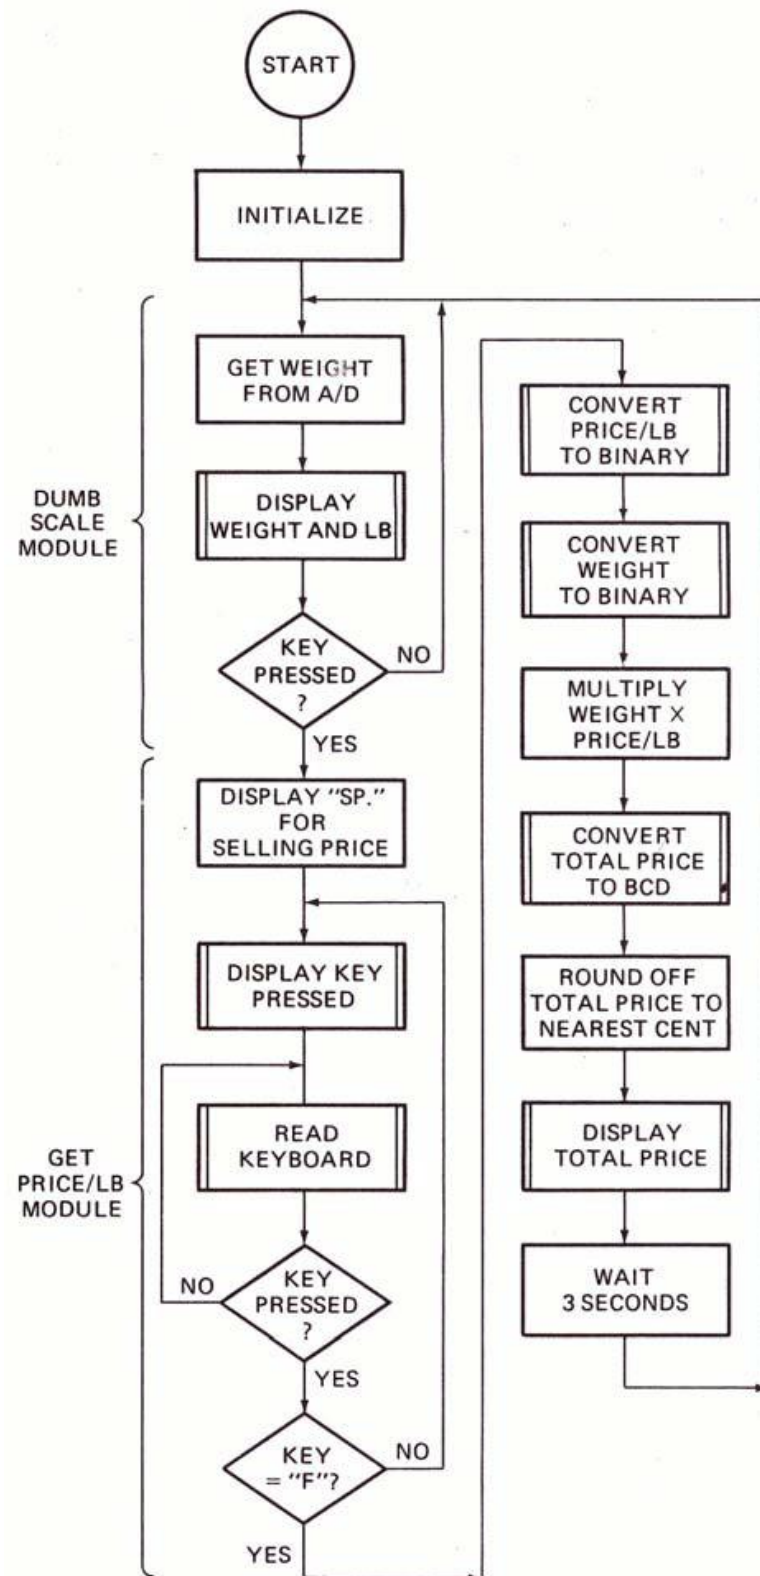 START
INITIALIZE
GET WEIGHT
FROM A/D
DUMB
SCALE
MODULE
DISPLAY
WEIGHT AND LB
KEY
PRESSED
?
NO
YES
DISPLAY "SP."
FOR
SELLING PRICE
DISPLAY KEY
PRESSED
GET
PRICE/LB
MODULE
READ
KEYBOARD
KEY
PRESSED
?
NO
YES
KEY
= "F"?
NO
YES
CONVERT
PRICE/LB
TO BINARY
CONVERT
WEIGHT
TO BINARY
MULTIPLY
WEIGHT X
PRICE/LB
CONVERT
TOTAL PRICE
TO BCD
ROUND OFF
TOTAL PRICE TO
NEAREST CENT
DISPLAY
TOTAL PRICE
WAIT
3 SECONDS